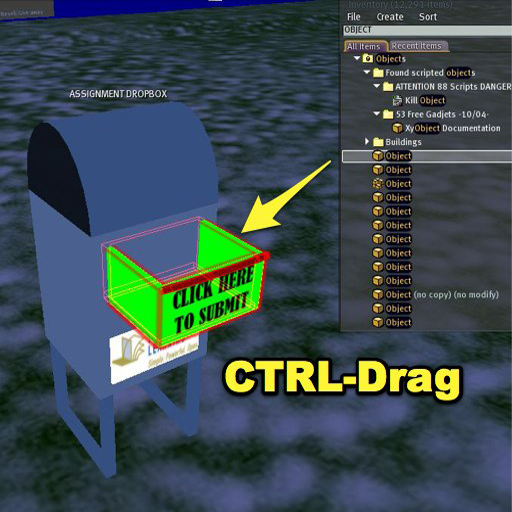 Inventory (12,291 items)
File Create Sort
OBJECT
All Items Recent Items
Objects
Found scripted objects
ATTENTION 88 Scripts DANGER
Kill Object
53 Free Gadjets -10/04-
XyObject Documentation
Buildings
Object
Object
Object
Object
Object
Object
Object
Object
Object
Object
Object (no copy) (no modify)
Object
Object
ASSIGNMENT DROPBOX
CLICK HERE
TO SUBMIT
CTRL-Drag